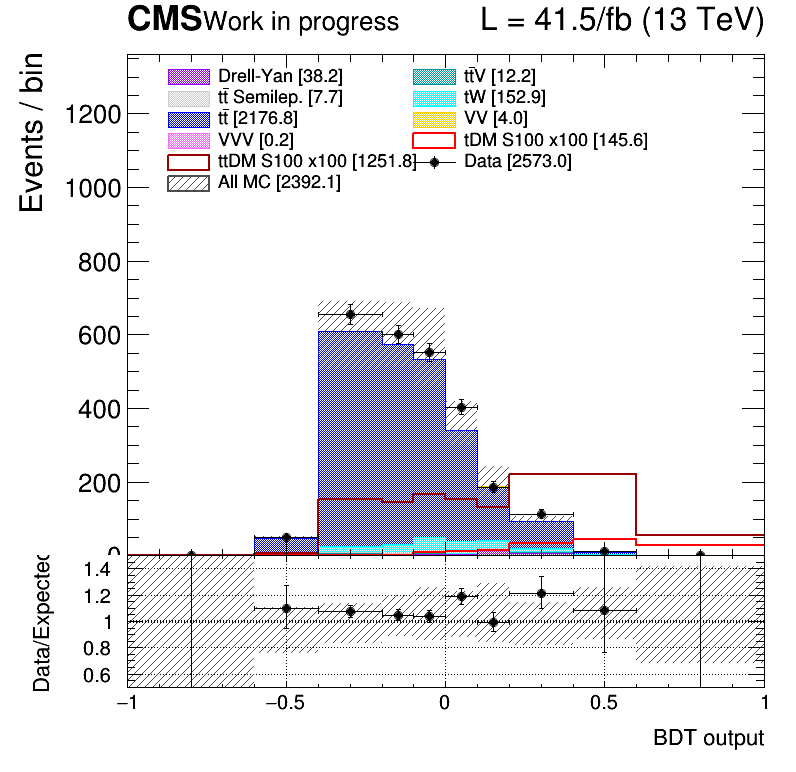 CMS Work in progress L = 41.5/fb (13 TeV)
Events / bin
Drell-Yan [38.2] tt̄V [12.2]
tt̄ Semilep. [7.7] tW [152.9]
tt̄ [2176.8] VV [4.0]
VVV [0.2] tDM S100 x100 [145.6]
ttDM S100 x100 [1251.8] Data [2573.0]
All MC [2392.1]
1200
1000
800
600
400
200
0
Data/Expected
1.4
1.2
1
0.8
0.6
−1 −0.5 0 0.5 1
BDT output